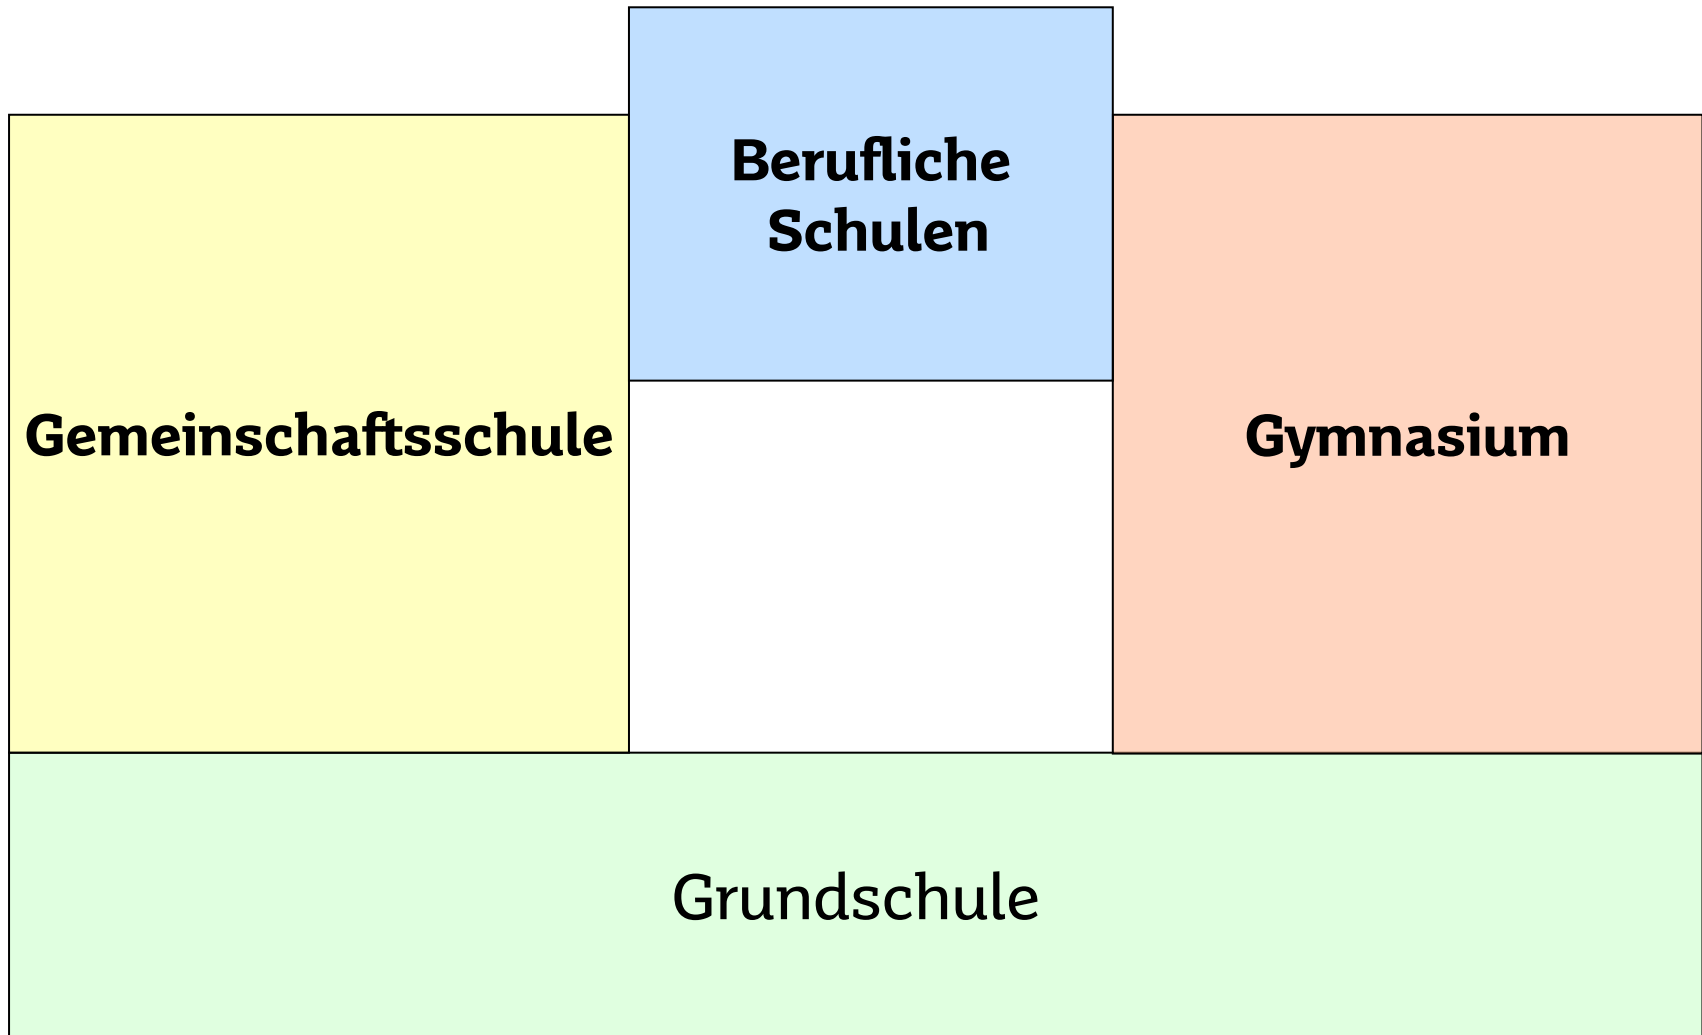 Berufliche
Schulen
Gemeinschaftsschule
Gymnasium
Grundschule